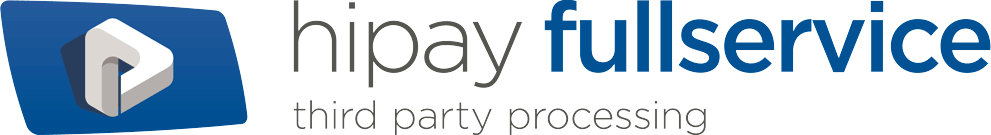 hipay fullservice
third party processing